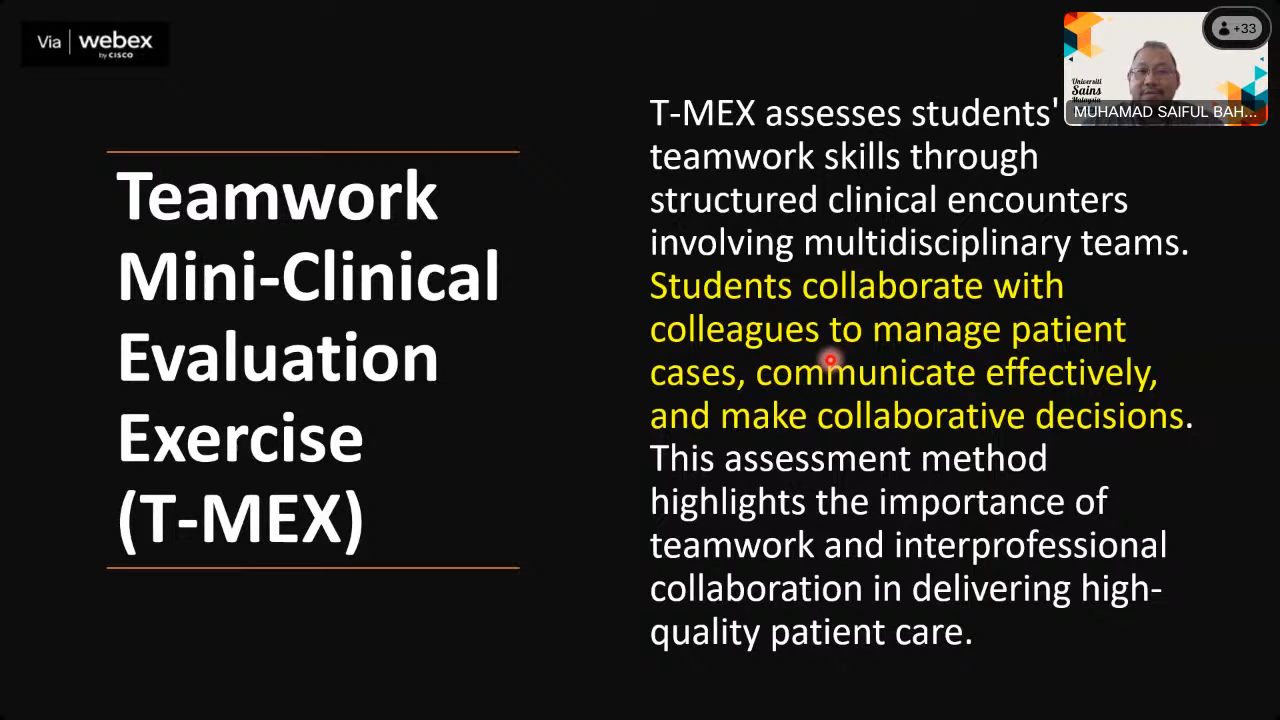 Via webex
by CISCO
+33
Universiti
Sains
Malaysia
MUHAMAD SAIFUL BAH...
Teamwork
Mini-Clinical
Evaluation
Exercise
(T-MEX)
T-MEX assesses students'
teamwork skills through
structured clinical encounters
involving multidisciplinary teams.
Students collaborate with
colleagues to manage patient
cases, communicate effectively,
and make collaborative decisions.
This assessment method
highlights the importance of
teamwork and interprofessional
collaboration in delivering high-
quality patient care.